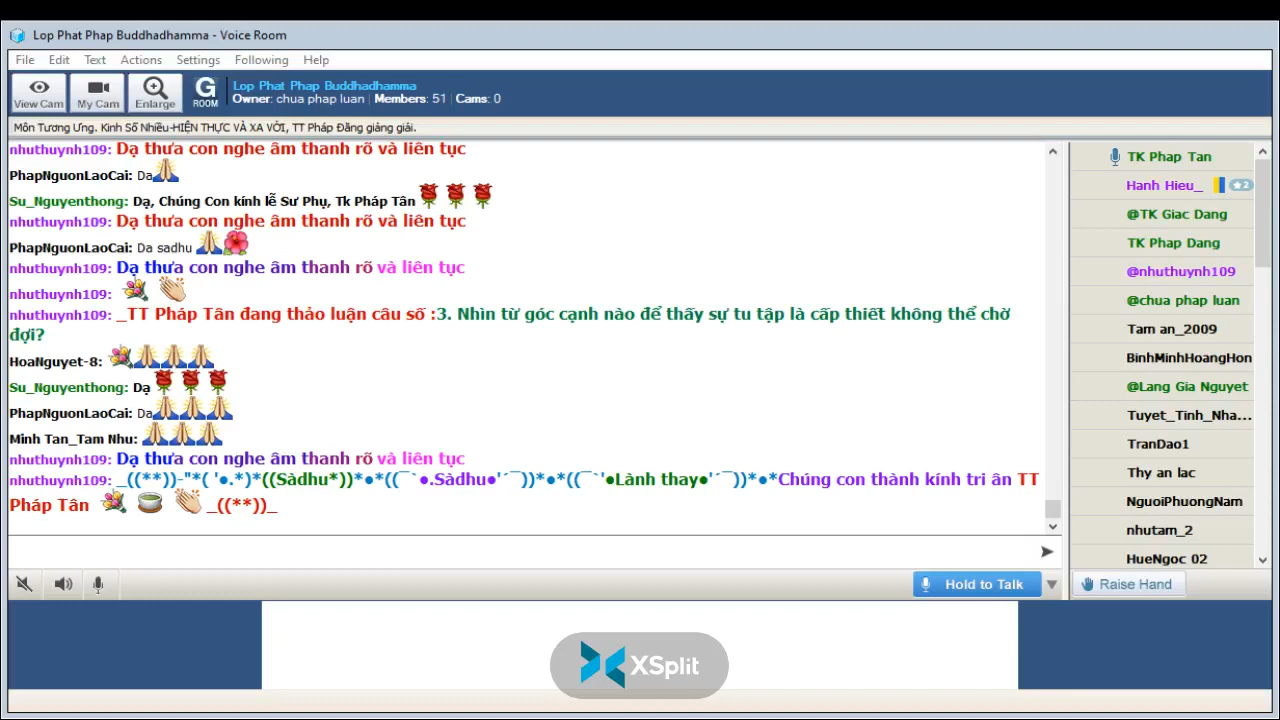 Lop Phat Phap Buddhadhamma - Voice Room
File Edit Text Actions Settings Following Help
View Cam My Cam Enlarge G ROOM
Lop Phat Phap Buddhadhamma
Owner: chua phap luan | Members: 51 | Cams: 0
Môn Tương Ưng. Kinh Số Nhiều-HIỆN THỰC VÀ XA VỜI, TT Pháp Đăng giảng giải.
nhuthuynh109: Dạ thưa con nghe âm thanh rõ và liên tục
PhapNguonLaoCai: Da
Su_Nguyenthong: Dạ, Chúng Con kính lễ Sư Phụ, Tk Pháp Tân
nhuthuynh109: Dạ thưa con nghe âm thanh rõ và liên tục
PhapNguonLaoCai: Da sadhu
nhuthuynh109: Dạ thưa con nghe âm thanh rõ và liên tục
nhuthuynh109:
nhuthuynh109: _TT Pháp Tân đang thảo luận câu số :3. Nhìn từ góc cạnh nào để thấy sự tu tập là cấp thiết không thể chờ
đợi?
HoaNguyet-8:
Su_Nguyenthong: Dạ
PhapNguonLaoCai: Da
Minh Tan_Tam Nhu:
nhuthuynh109: Dạ thưa con nghe âm thanh rõ và liên tục
nhuthuynh109: _((**))-"*( '●.*)*((Sàdhu*))*●*((¯`●.Sàdhu●'´¯))*●*((¯`'●Lành thay●'´¯))*●*Chúng con thành kính tri ân TT
Pháp Tân _((**))_
TK Phap Tan
Hanh Hieu_ 2
@TK Giac Dang
TK Phap Dang
@nhuthuynh109
@chua phap luan
Tam an_2009
BinhMinhHoangHon
@Lang Gia Nguyet
Tuyet_Tinh_Nha...
TranDao1
Thy an lac
NguoiPhuongNam
nhutam_2
HueNgoc 02
Hold to Talk
Raise Hand
XSplit